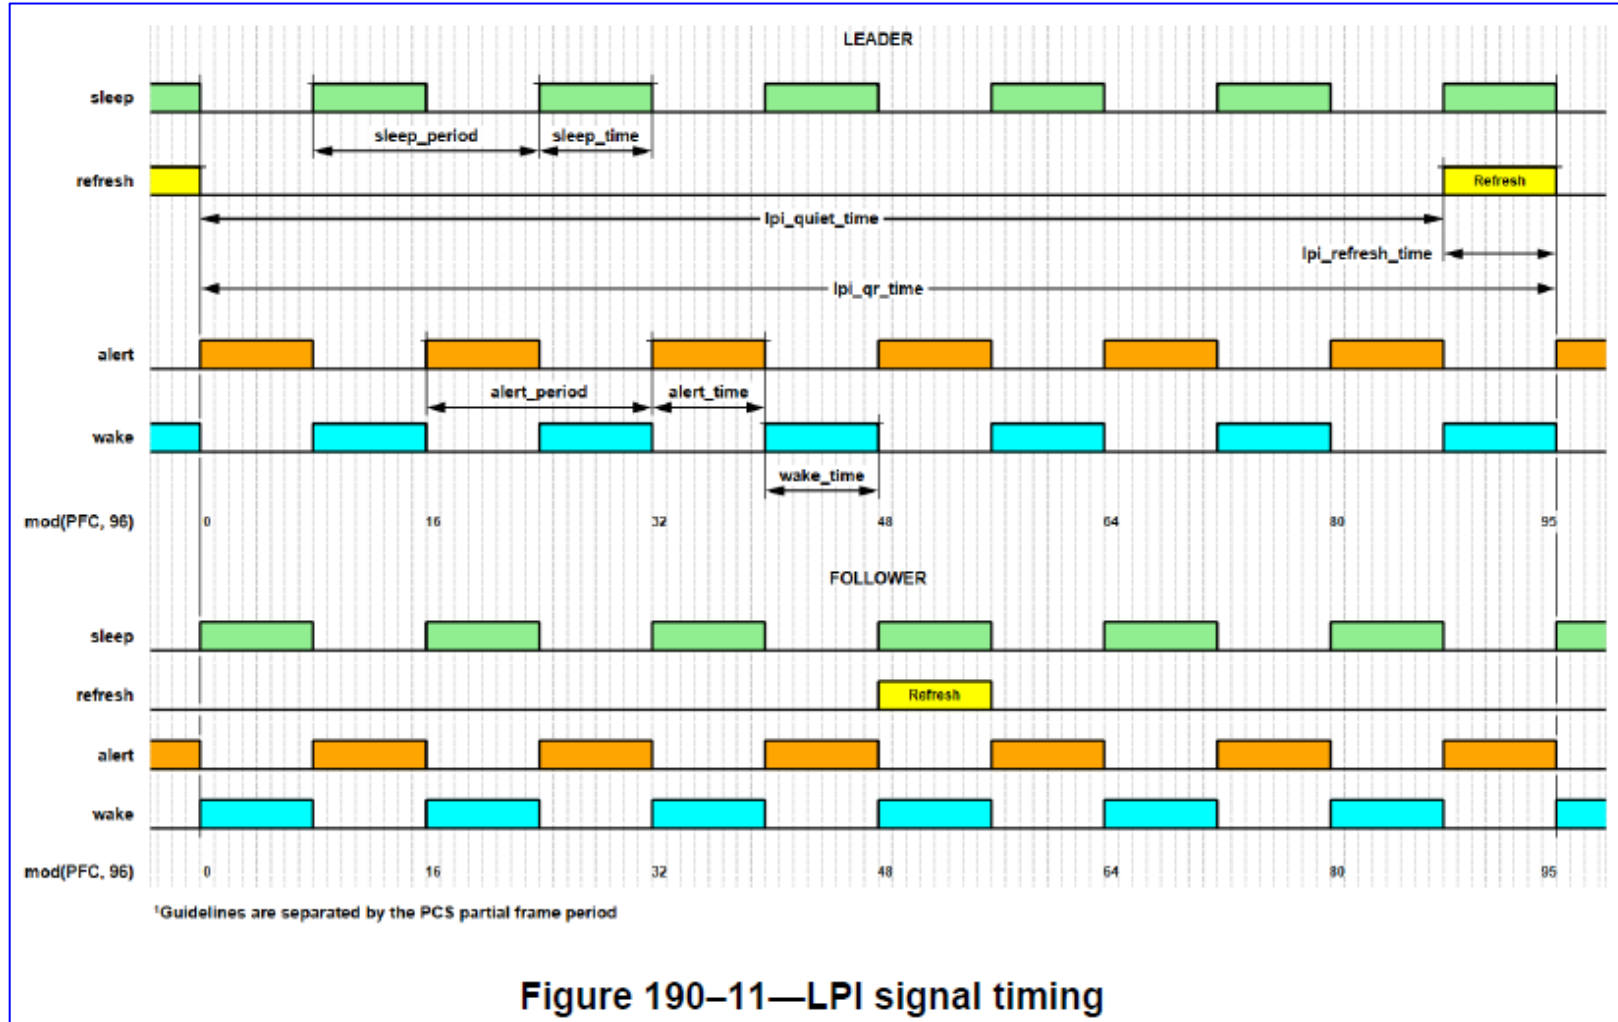 LEADER
sleep
sleep_period
sleep_time
refresh
Refresh
lpi_quiet_time
lpi_refresh_time
lpi_qr_time
alert
alert_period
alert_time
wake
wake_time
mod(PFC, 96) 0 16 32 48 64 80 95
FOLLOWER
sleep
refresh
Refresh
alert
wake
mod(PFC, 96) 0 16 32 48 64 80 95
¹Guidelines are separated by the PCS partial frame period
Figure 190–11—LPI signal timing